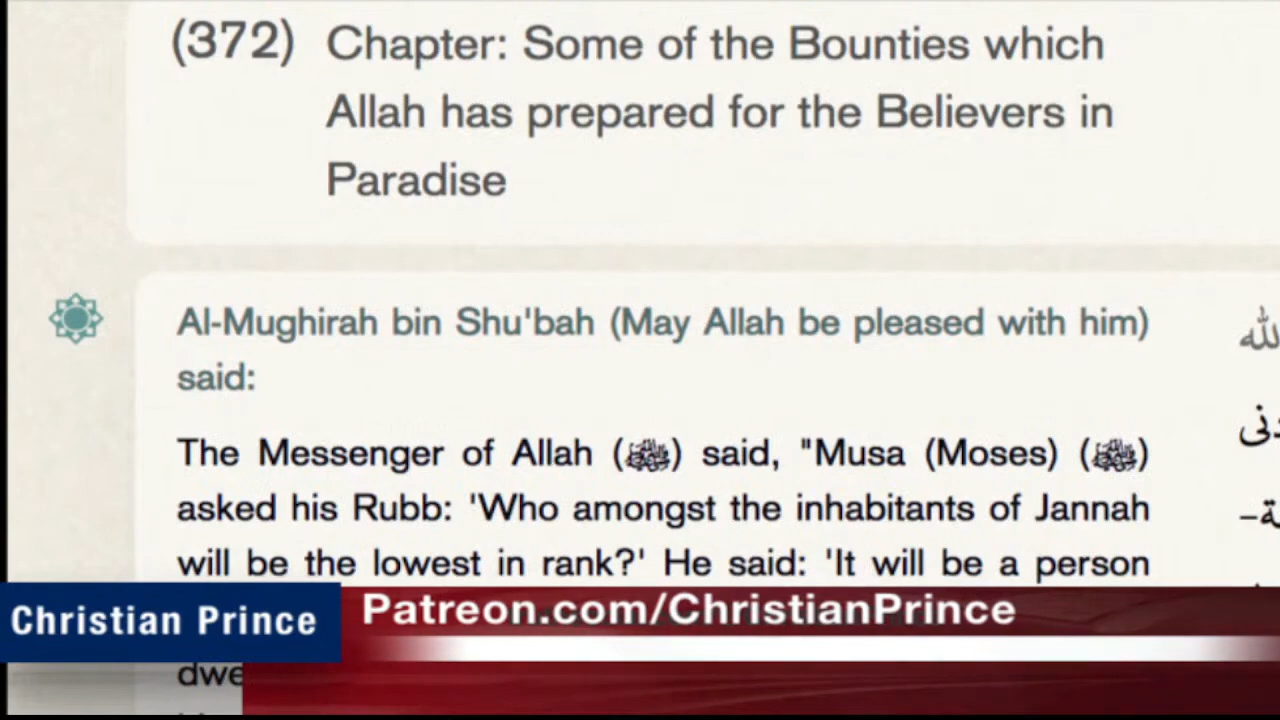 (372) Chapter: Some of the Bounties which
Allah has prepared for the Believers in
Paradise
Al-Mughirah bin Shu'bah (May Allah be pleased with him)
said:
The Messenger of Allah (ﷺ) said, "Musa (Moses) (ﷺ)
asked his Rubb: 'Who amongst the inhabitants of Jannah
will be the lowest in rank?' He said: 'It will be a person
Christian Prince
Patreon.com/ChristianPrince